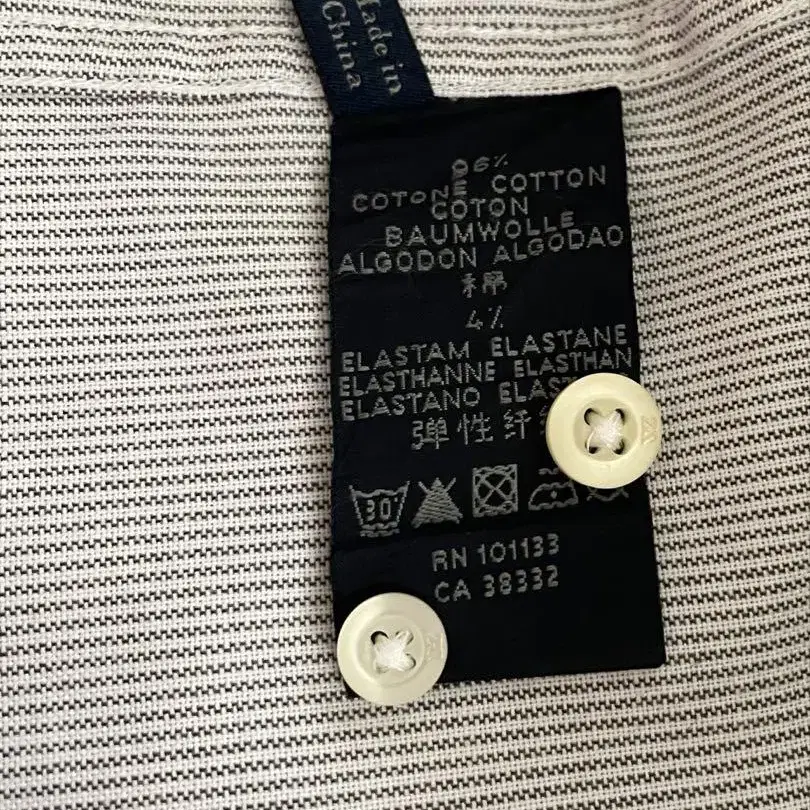 Made in
China
96%
COTONE COTTON
COTON
BAUMWOLLE
ALGODON ALGODAO
棉
4%
ELASTAM ELASTANE
ELASTHANNE ELASTHAN
ELASTANO
弹性纤
30°
RN 101133
CA 38332